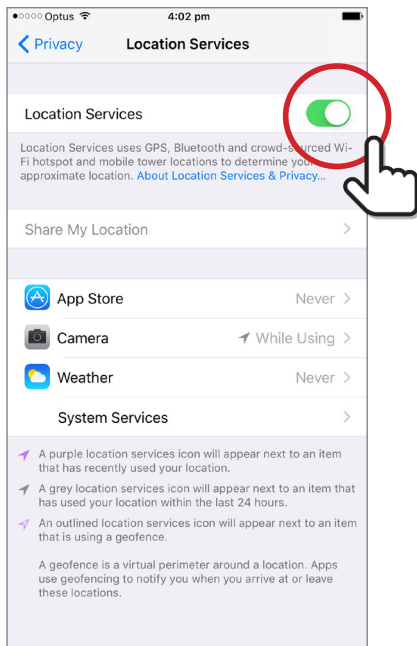 Optus 4:02 pm
Privacy Location Services
Location Services
Location Services uses GPS, Bluetooth and crowd-sourced Wi-
Fi hotspot and mobile tower locations to determine your
approximate location. About Location Services & Privacy...
Share My Location
App Store Never
Camera While Using
Weather Never
System Services
A purple location services icon will appear next to an item
that has recently used your location.
A grey location services icon will appear next to an item that
has used your location within the last 24 hours.
An outlined location services icon will appear next to an item
that is using a geofence.
A geofence is a virtual perimeter around a location. Apps
use geofencing to notify you when you arrive at or leave
these locations.